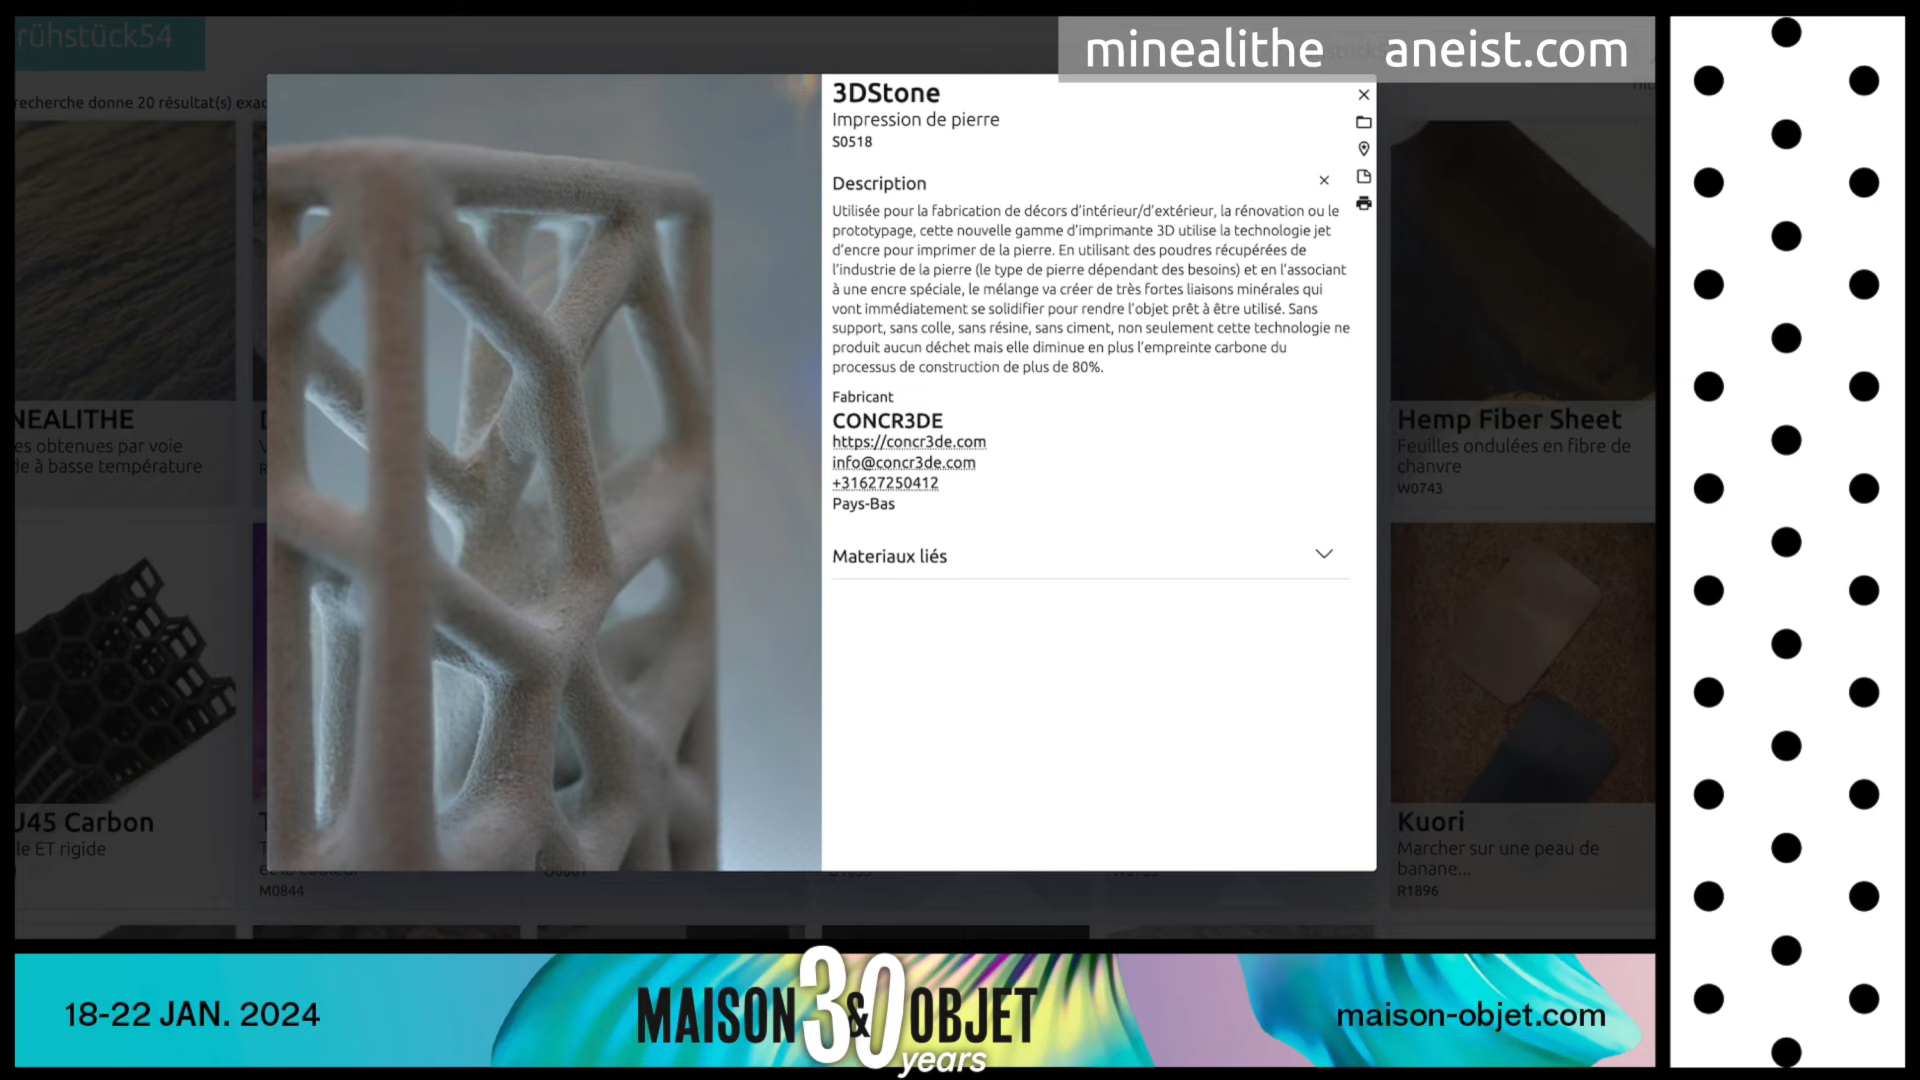 rühstück54
minealithe aneist.com
recherche donne 20 résultat(s) exac
3DStone
Impression de pierre
S0518
Description
Utilisée pour la fabrication de décors d’intérieur/d’extérieur, la rénovation ou le
prototypage, cette nouvelle gamme d’imprimante 3D utilise la technologie jet
d’encre pour imprimer de la pierre. En utilisant des poudres récupérées de
l’industrie de la pierre (le type de pierre dépendant des besoins) et en l’associant
à une encre spéciale, le mélange va créer de très fortes liaisons minérales qui
vont immédiatement se solidifier pour rendre l’objet prêt à être utilisé. Sans
support, sans colle, sans résine, sans ciment, non seulement cette technologie ne
produit aucun déchet mais elle diminue en plus l’empreinte carbone du
processus de construction de plus de 80%.
Fabricant
CONCR3DE
https://concr3de.com
info@concr3de.com
+31627250412
Pays-Bas
Materiaux liés
NEALITHE
es obtenues par voie
de à basse température
Hemp Fiber Sheet
Feuilles ondulées en fibre de
chanvre
W0743
J45 Carbon
le ET rigide
M0844
Kuori
Marcher sur une peau de
banane...
R1896
18-22 JAN. 2024
MAISON & OBJET
30
years
maison-objet.com